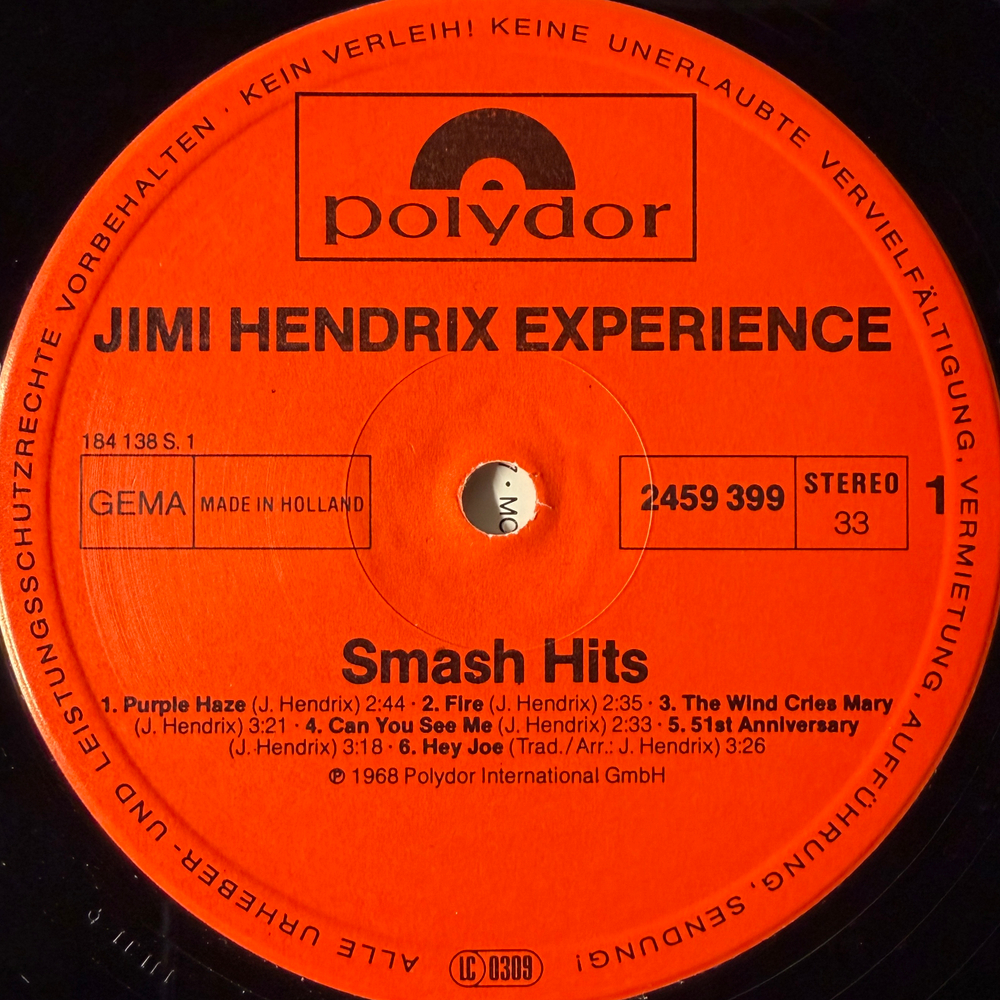 ALLE URHEBER- UND LEISTUNGSSCHUTZRECHTE VORBEHALTEN · KEIN VERLEIH! KEINE UNERLAUBTE VERVIELFÄLTIGUNG, VERMIETUNG, AUFFÜHRUNG, SENDUNG!
polydor
JIMI HENDRIX EXPERIENCE
184 138 S. 1
GEMA MADE IN HOLLAND
2459 399 STEREO 33
1
Smash Hits
1. Purple Haze (J. Hendrix) 2:44 · 2. Fire (J. Hendrix) 2:35 · 3. The Wind Cries Mary
(J. Hendrix) 3:21 · 4. Can You See Me (J. Hendrix) 2:33 · 5. 51st Anniversary
(J. Hendrix) 3:18 · 6. Hey Joe (Trad./Arr.: J. Hendrix) 3:26
℗ 1968 Polydor International GmbH
LC 0309